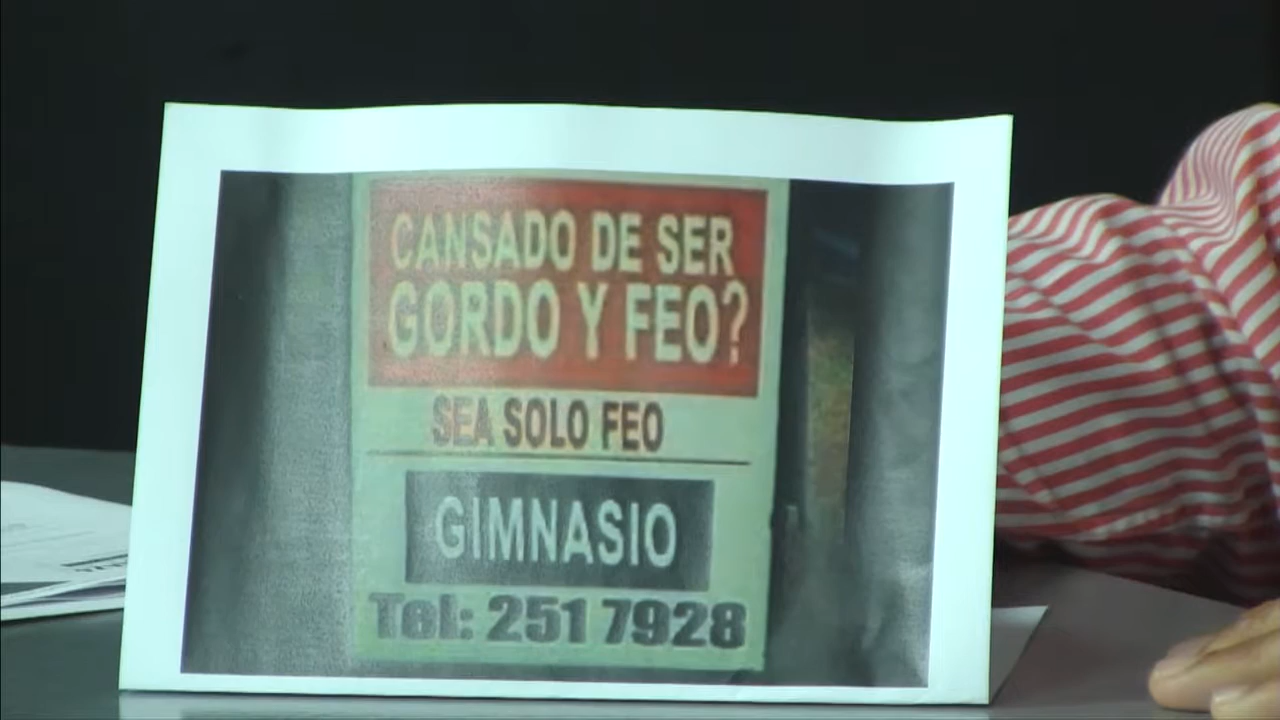 CANSADO DE SER
GORDO Y FEO?
SEA SOLO FEO
GIMNASIO
Tel: 251 7928